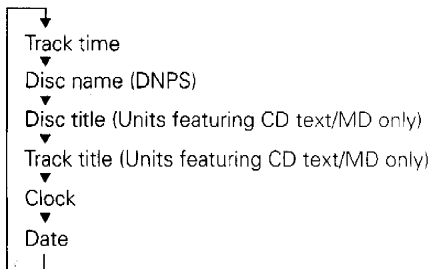 Track time
Disc name (DNPS)
Disc title (Units featuring CD text/MD only)
Track title (Units featuring CD text/MD only)
Clock
Date